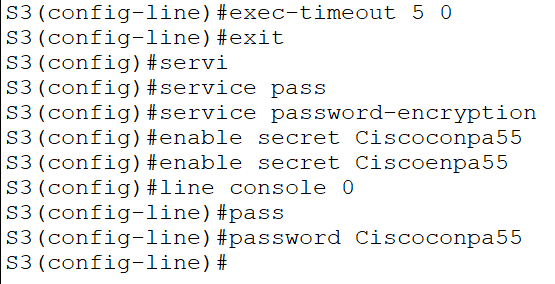 S3(config-line)#exec-timeout 5 0
S3(config-line)#exit
S3(config)#servi
S3(config)#service pass
S3(config)#service password-encryption
S3(config)#enable secret Ciscoconpa55
S3(config)#enable secret Ciscoenpa55
S3(config)#line console 0
S3(config-line)#pass
S3(config-line)#password Ciscoconpa55
S3(config-line)#